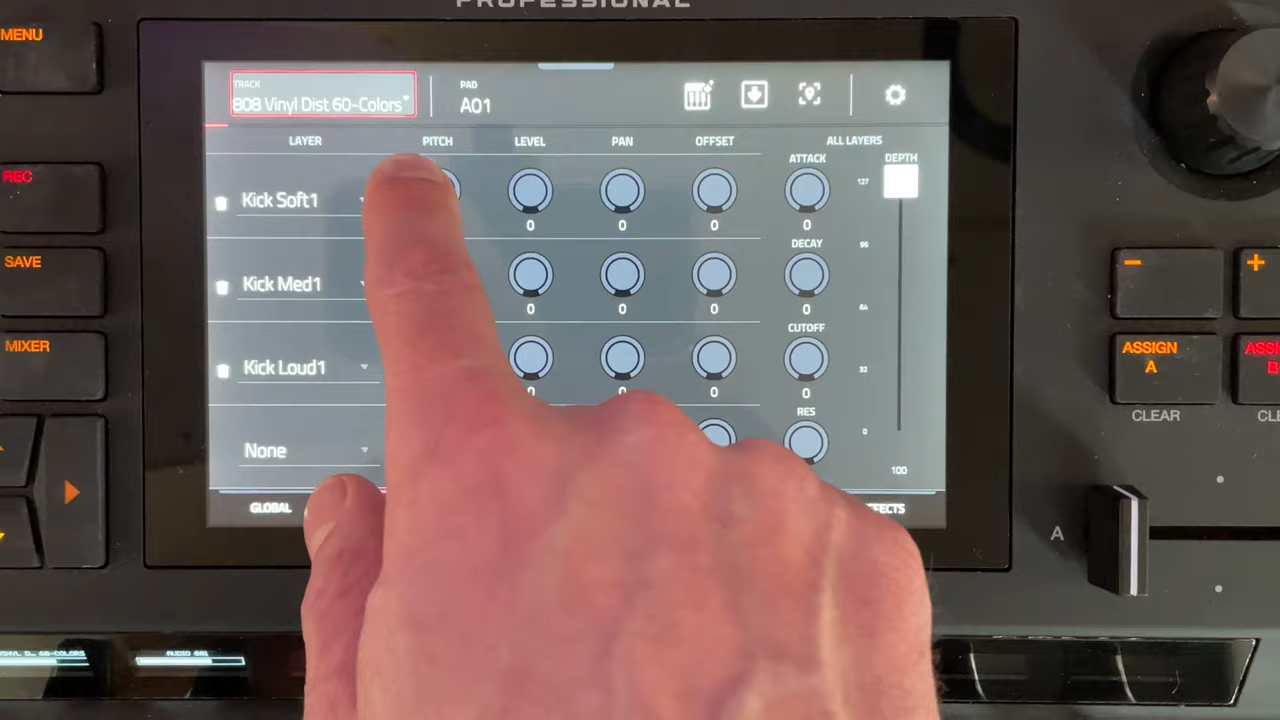 PROFESSIONAL
MENU
REC
SAVE
MIXER
TRACK
808 Vinyl Dist 60-Colors*
PAD
A01
LAYER PITCH LEVEL PAN OFFSET ALL LAYERS
ATTACK DEPTH
127
Kick Soft1
0 0 0 0
DECAY 96
Kick Med1
0 0 0 0
64
CUTOFF
Kick Loud1
32
0 0 0 0
RES
0
None
100
GLOBAL
- +
ASSIGN
A
B
CLEAR
A
AUDIO 001